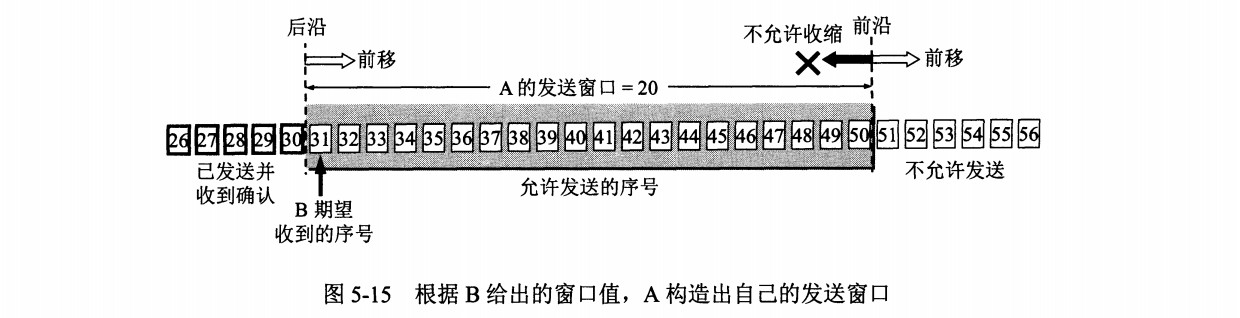 后沿
不允许收缩
前沿
前移
前移
A 的发送窗口 = 20
26 27 28 29 30 31 32 33 34 35 36 37 38 39 40 41 42 43 44 45 46 47 48 49 50 51 52 53 54 55 56
已发送并
收到确认
允许发送的序号
不允许发送
B 期望
收到的序号
图 5-15 根据 B 给出的窗口值，A 构造出自己的发送窗口